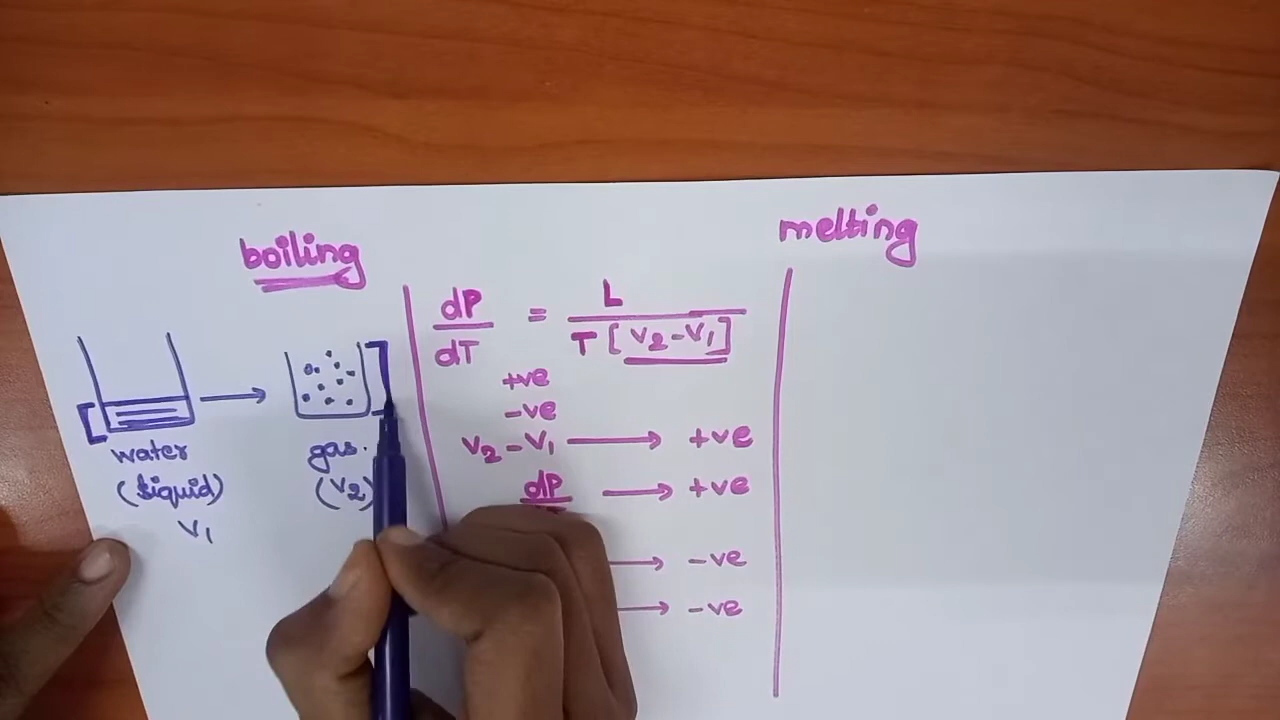 boiling
water
(liquid)
V₁
gas.
(V₂)
dP/dT = L/T[V₂-V₁]
+ve
-ve
V₂-V₁ → +ve
dP → +ve
→ -ve
→ -ve
melting